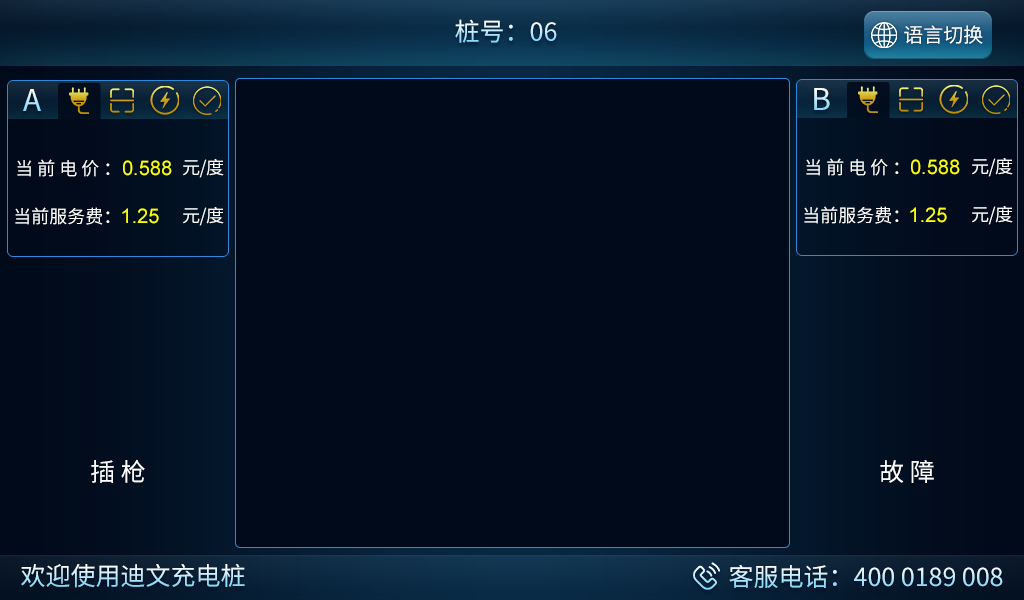 桩号：06
语言切换
A
当前电价：0.588 元/度
当前服务费：1.25 元/度
B
当前电价：0.588 元/度
当前服务费：1.25 元/度
插枪
故障
欢迎使用迪文充电桩
客服电话：400 0189 008